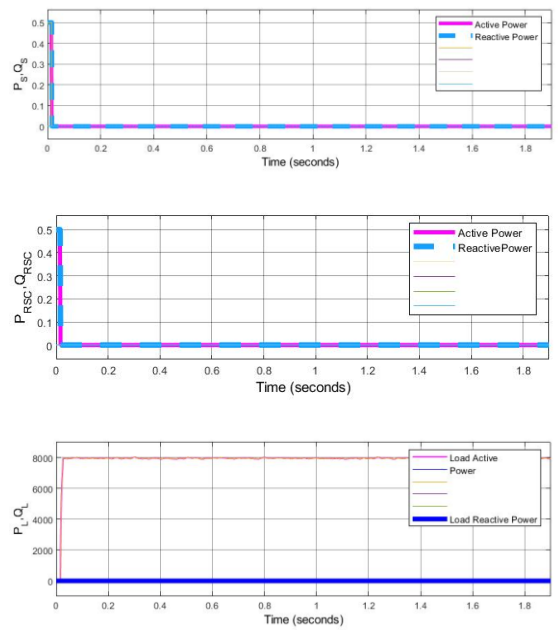 0.5
0.4
0.3
0.2
0.1
0
P_S,Q_S
Active Power
Reactive Power
0 0.2 0.4 0.6 0.8 1 1.2 1.4 1.6 1.8
Time (seconds)
0.5
0.4
0.3
0.2
0.1
0
P_RSC,Q_RSC
Active Power
ReactivePower
0 0.2 0.4 0.6 0.8 1 1.2 1.4 1.6 1.8
Time (seconds)
8000
6000
4000
2000
0
P_L,Q_L
Load Active
Power
Load Reactive Power
0 0.2 0.4 0.6 0.8 1 1.2 1.4 1.6 1.8
Time (seconds)